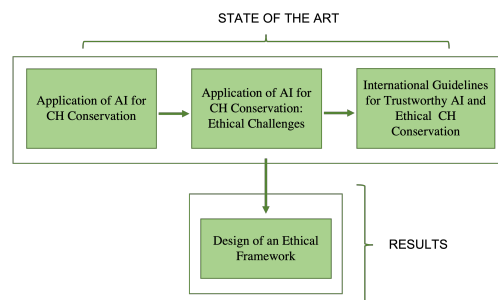 STATE OF THE ART
Application of AI for
CH Conservation
Application of AI for
CH Conservation:
Ethical Challenges
International Guidelines
for Trustworthy AI and
Ethical CH
Conservation
Design of an Ethical
Framework
RESULTS